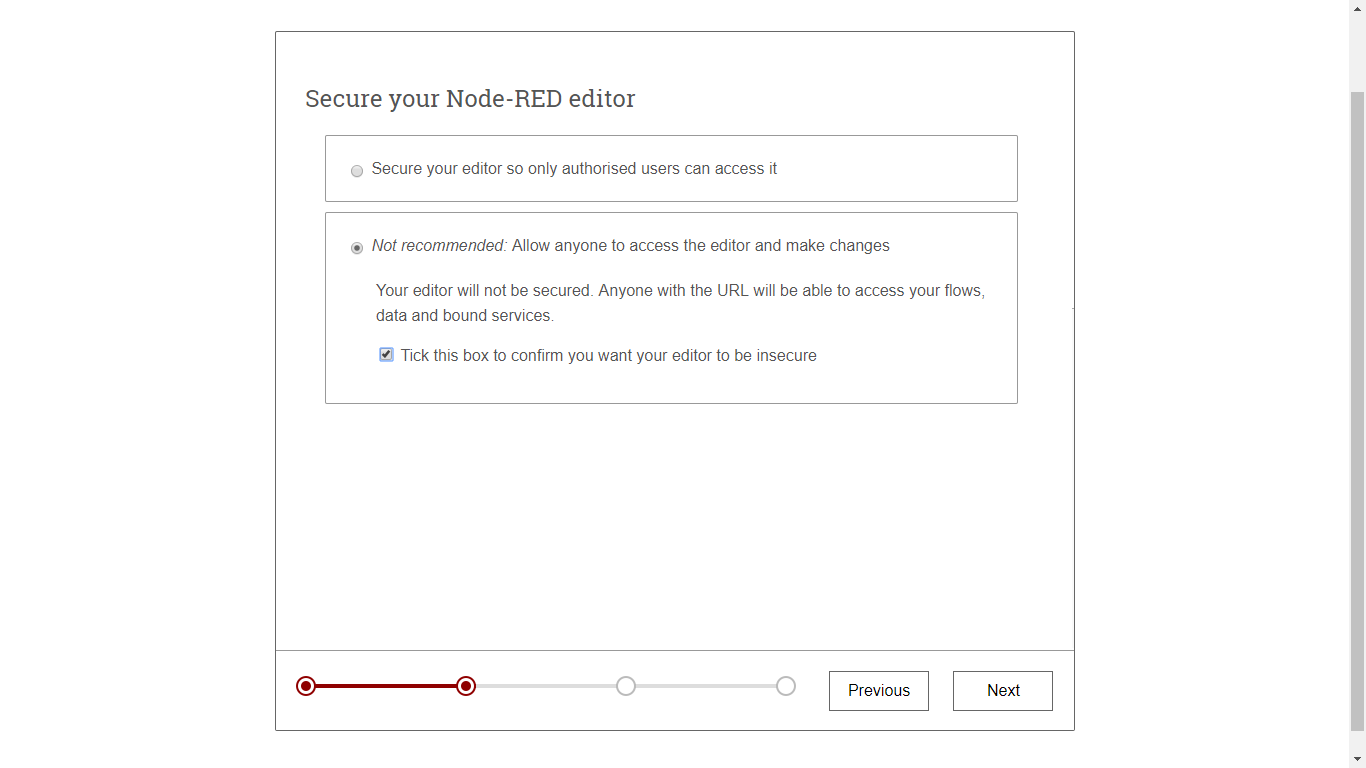 Secure your Node-RED editor
Secure your editor so only authorised users can access it
Not recommended: Allow anyone to access the editor and make changes
Your editor will not be secured. Anyone with the URL will be able to access your flows,
data and bound services.
Tick this box to confirm you want your editor to be insecure
Previous
Next